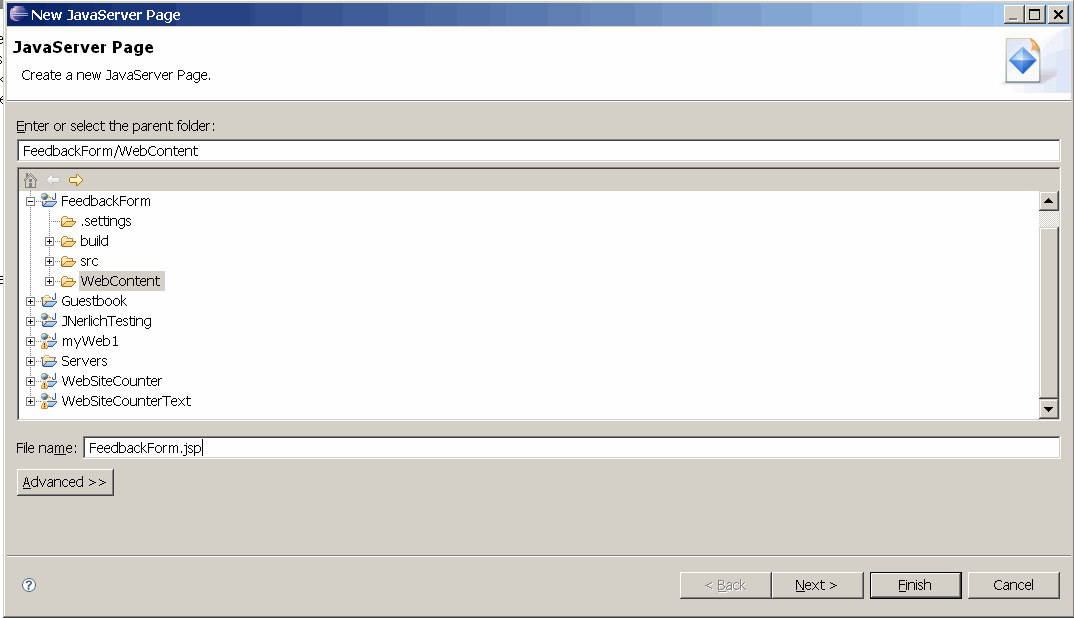 New JavaServer Page
JavaServer Page
Create a new JavaServer Page.
Enter or select the parent folder:
FeedbackForm/WebContent
FeedbackForm
.settings
build
src
WebContent
Guestbook
JNerlichTesting
myWeb1
Servers
WebSiteCounter
WebSiteCounterText
File name: FeedbackForm.jsp
Advanced >>
< Back Next > Finish Cancel